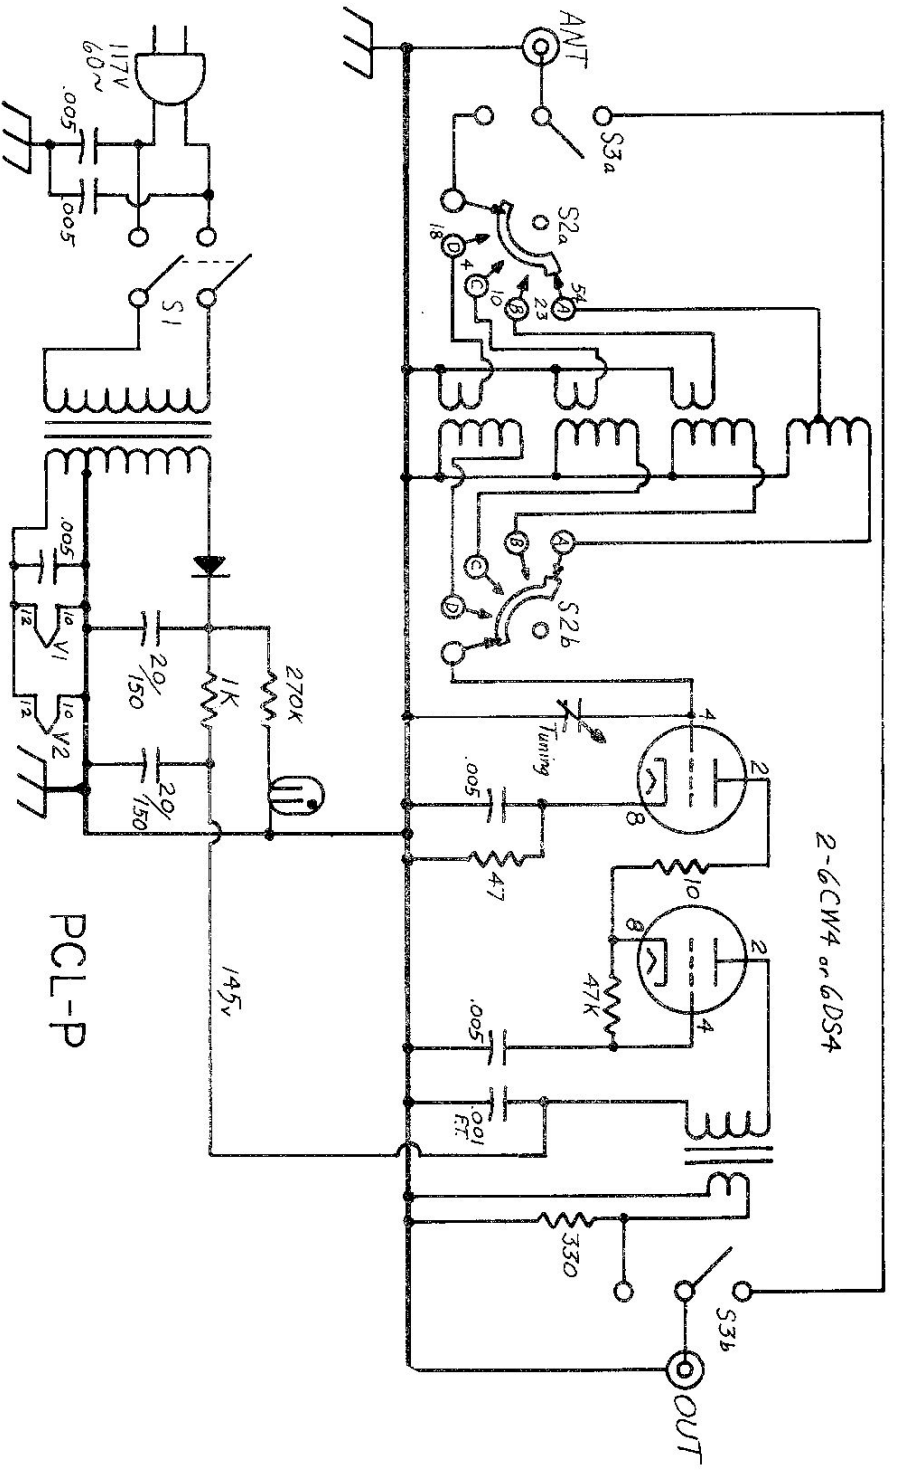 ANT
S3a
S2a
54
A
23
B
10
C
4
D
18
A
B
C
D
S2b
4
2
8
Tuning
.005
47
10
2-6CW4 or 6DS4
2
8
4
47K
.005
.001
F.T.
330
S3b
OUT
117V
60~
.005
.005
S1
.005
10
12
V1
10
12
V2
20/
150
1K
270K
20/
150
145v
PCL-P